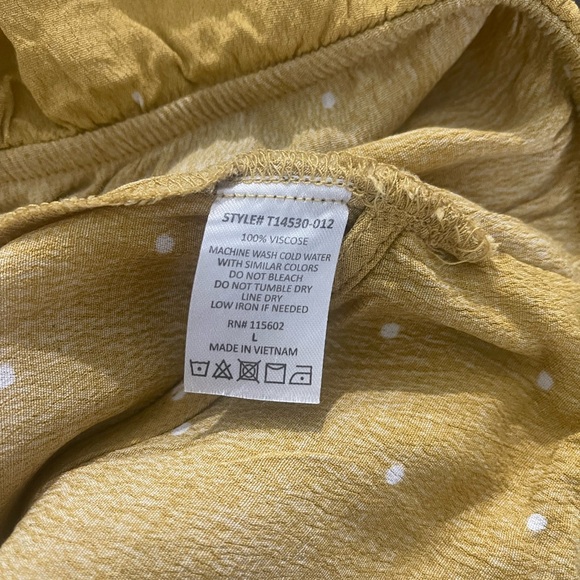 STYLE# T14530-012
100% VISCOSE
MACHINE WASH COLD WATER
WITH SIMILAR COLORS
DO NOT BLEACH
DO NOT TUMBLE DRY
LINE DRY
LOW IRON IF NEEDED
RN# 115602
L
MADE IN VIETNAM